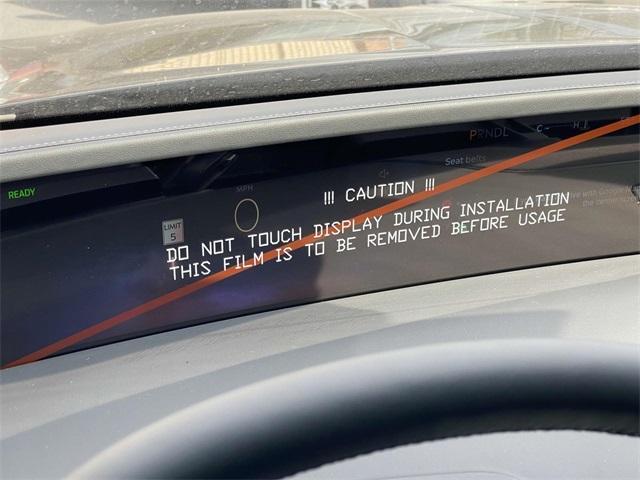 PRNDL
C
H
READY
MPH
Seat belts
!!! CAUTION !!!
LIMIT
5
DO NOT TOUCH DISPLAY DURING INSTALLATION
THIS FILM IS TO BE REMOVED BEFORE USAGE